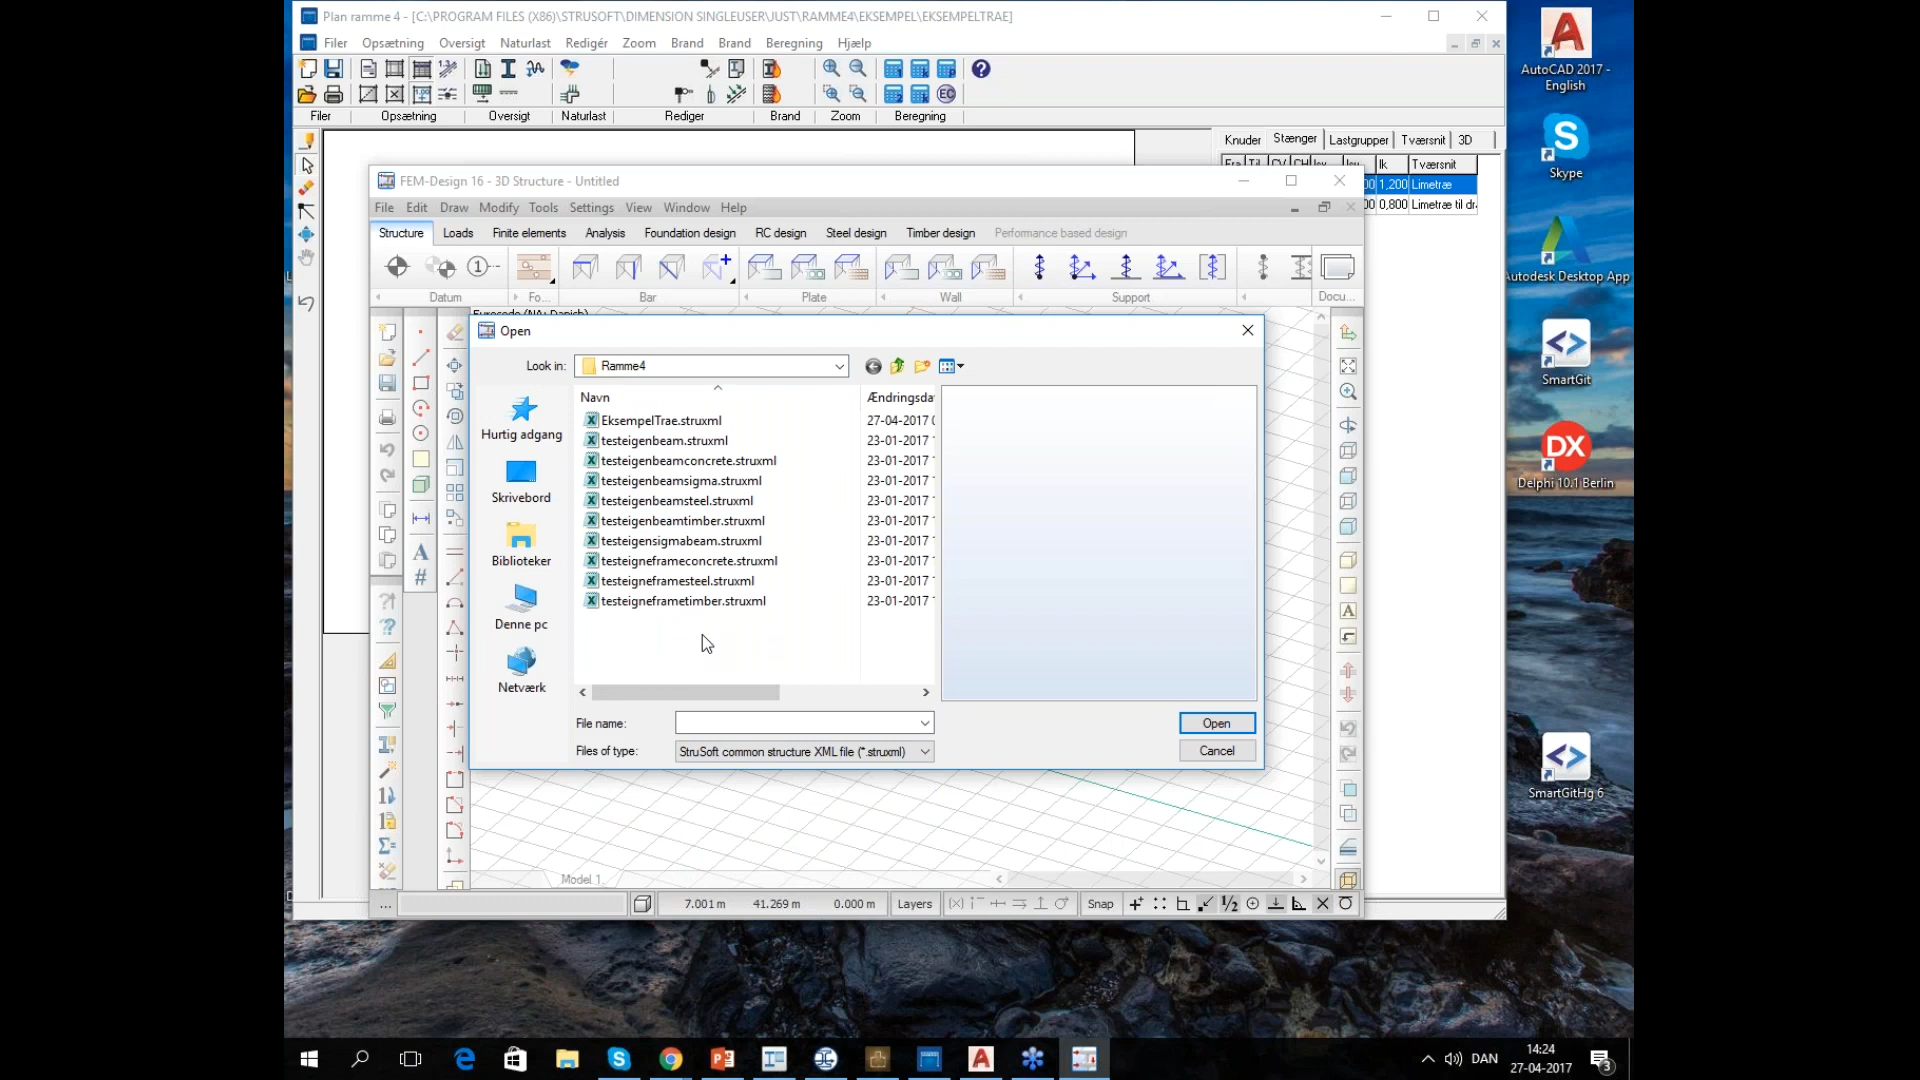 Plan ramme 4 - [C:\PROGRAM FILES (X86)\STRUSOFT\DIMENSION SINGLEUSER\JUST\RAMME4\EKSEMPEL\EKSEMPELTRAE]
Filer Opsætning Oversigt Naturlast Redigér Zoom Brand Brand Beregning Hjælp
Filer Opsætning Oversigt Naturlast Rediger Brand Zoom Beregning
Knuder Stænger Lastgrupper Tværsnit 3D
Ik Tværsnit
1,200 Limetræ
0,800 Limetræ til
FEM-Design 16 - 3D Structure - Untitled
File Edit Draw Modify Tools Settings View Window Help
Structure Loads Finite elements Analysis Foundation design RC design Steel design Timber design Performance based design
Datum Fo... Bar Plate Wall Support Docu...
Eurocode (NA: Danish)
Open
Look in: Ramme4
Navn
EksempelTrae.struxml 27-04-2017
testeigenbeam.struxml 23-01-2017
testeigenbeamconcrete.struxml 23-01-2017
testeigenbeamsigma.struxml 23-01-2017
testeigenbeamsteel.struxml 23-01-2017
testeigenbeamtimber.struxml 23-01-2017
testeigensigmabeam.struxml 23-01-2017
testeigneframeconcrete.struxml 23-01-2017
testeigneframesteel.struxml 23-01-2017
testeigneframetimber.struxml 23-01-2017
Hurtig adgang
Skrivebord
Biblioteker
Denne pc
Netværk
File name: Open
Files of type: StruSoft common structure XML file (*.struxml) Cancel
Model 1
... 7.001 m 41.269 m 0.000 m Layers Snap
AutoCAD 2017 -
English
Skype
Autodesk Desktop App
SmartGit
Delphi 10.1 Berlin
SmartGitHg 6
DAN
14:24
27-04-2017
3